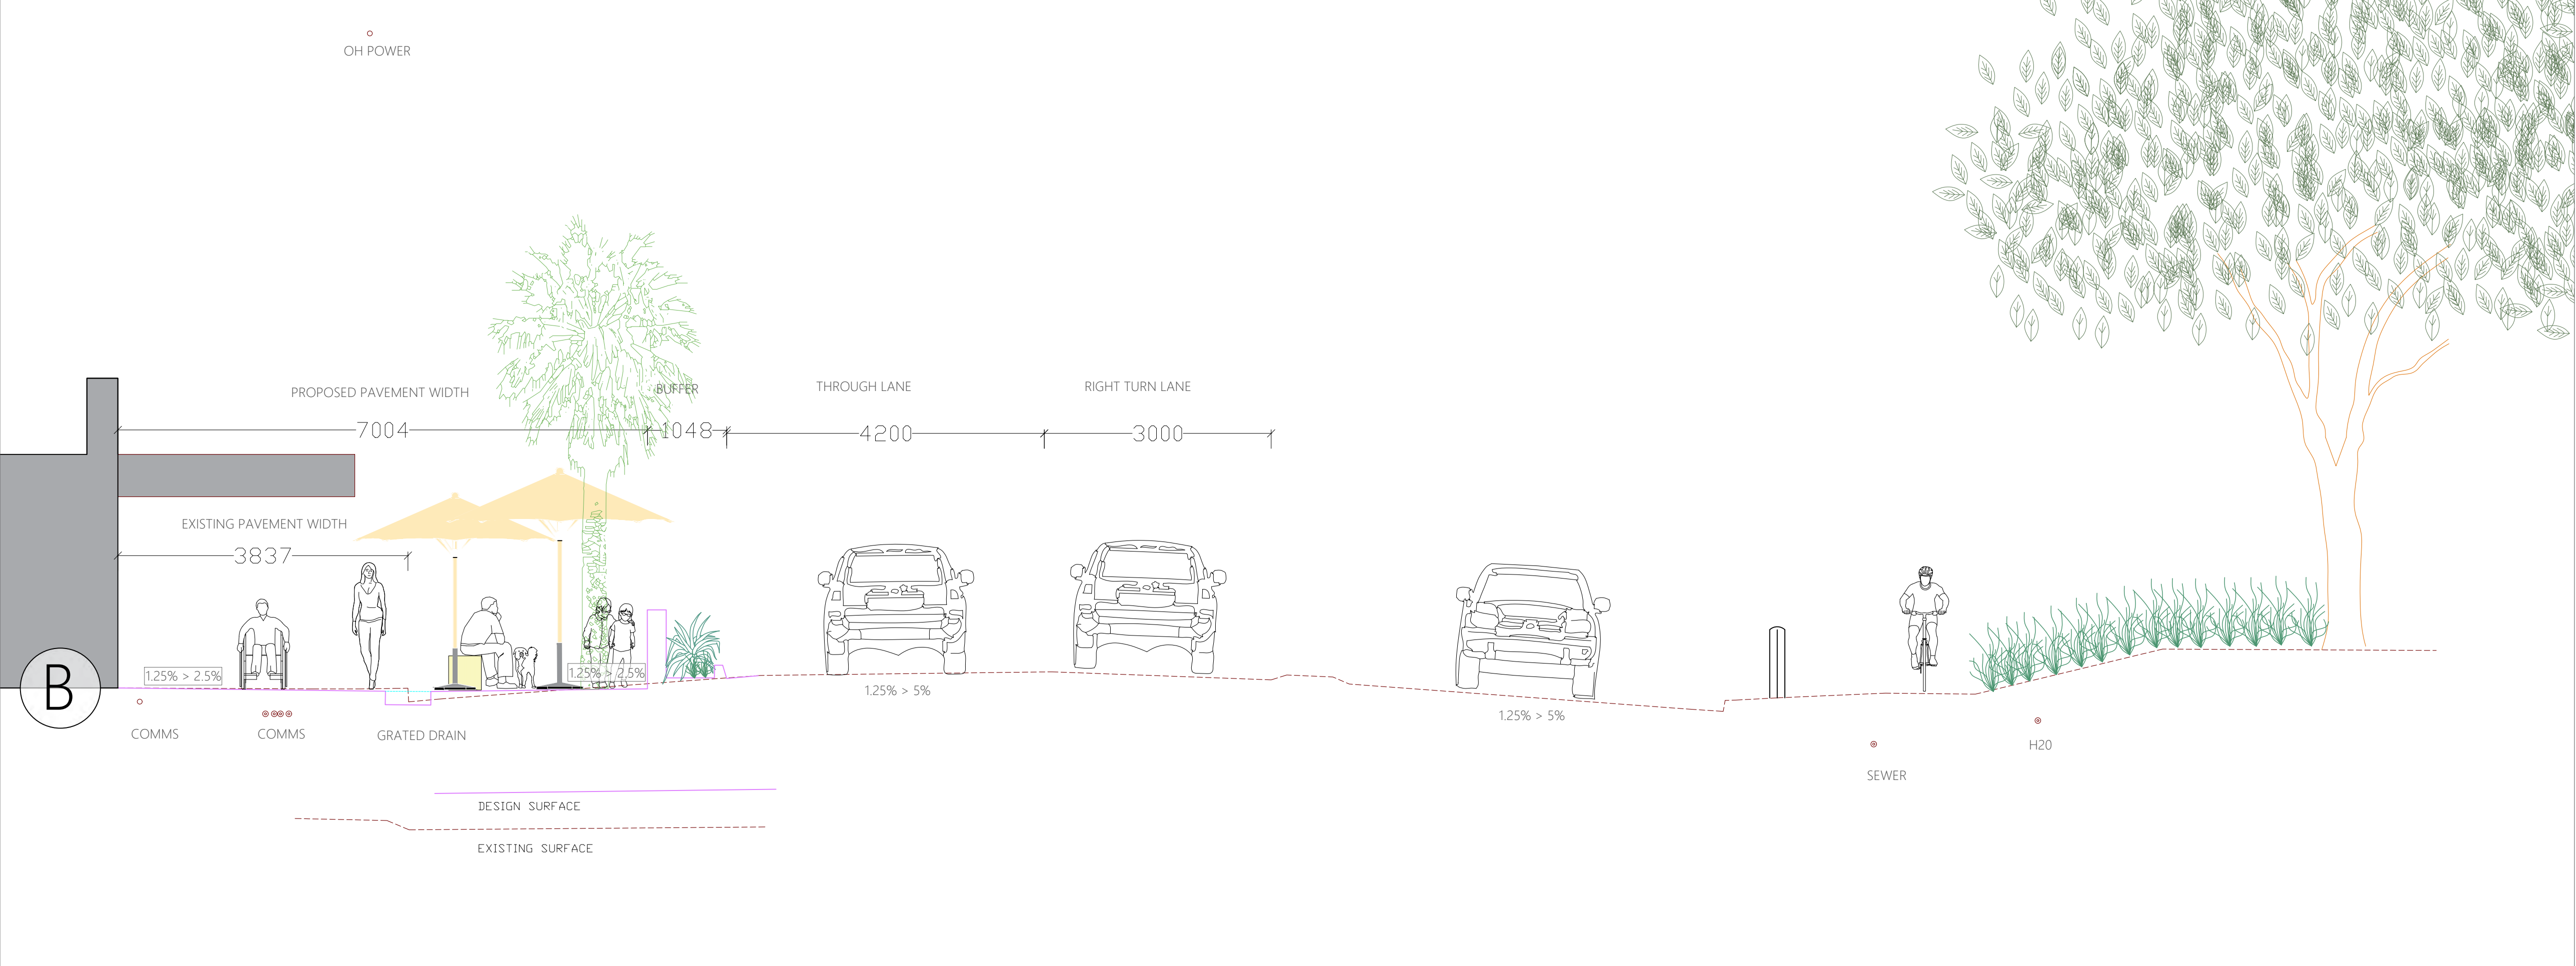 OH POWER
PROPOSED PAVEMENT WIDTH
BUFFER
THROUGH LANE
RIGHT TURN LANE
7004
1048
4200
3000
EXISTING PAVEMENT WIDTH
3837
B
1.25% > 2.5%
1.25% > 2.5%
1.25% > 5%
1.25% > 5%
COMMS
COMMS
GRATED DRAIN
H20
SEWER
DESIGN SURFACE
EXISTING SURFACE